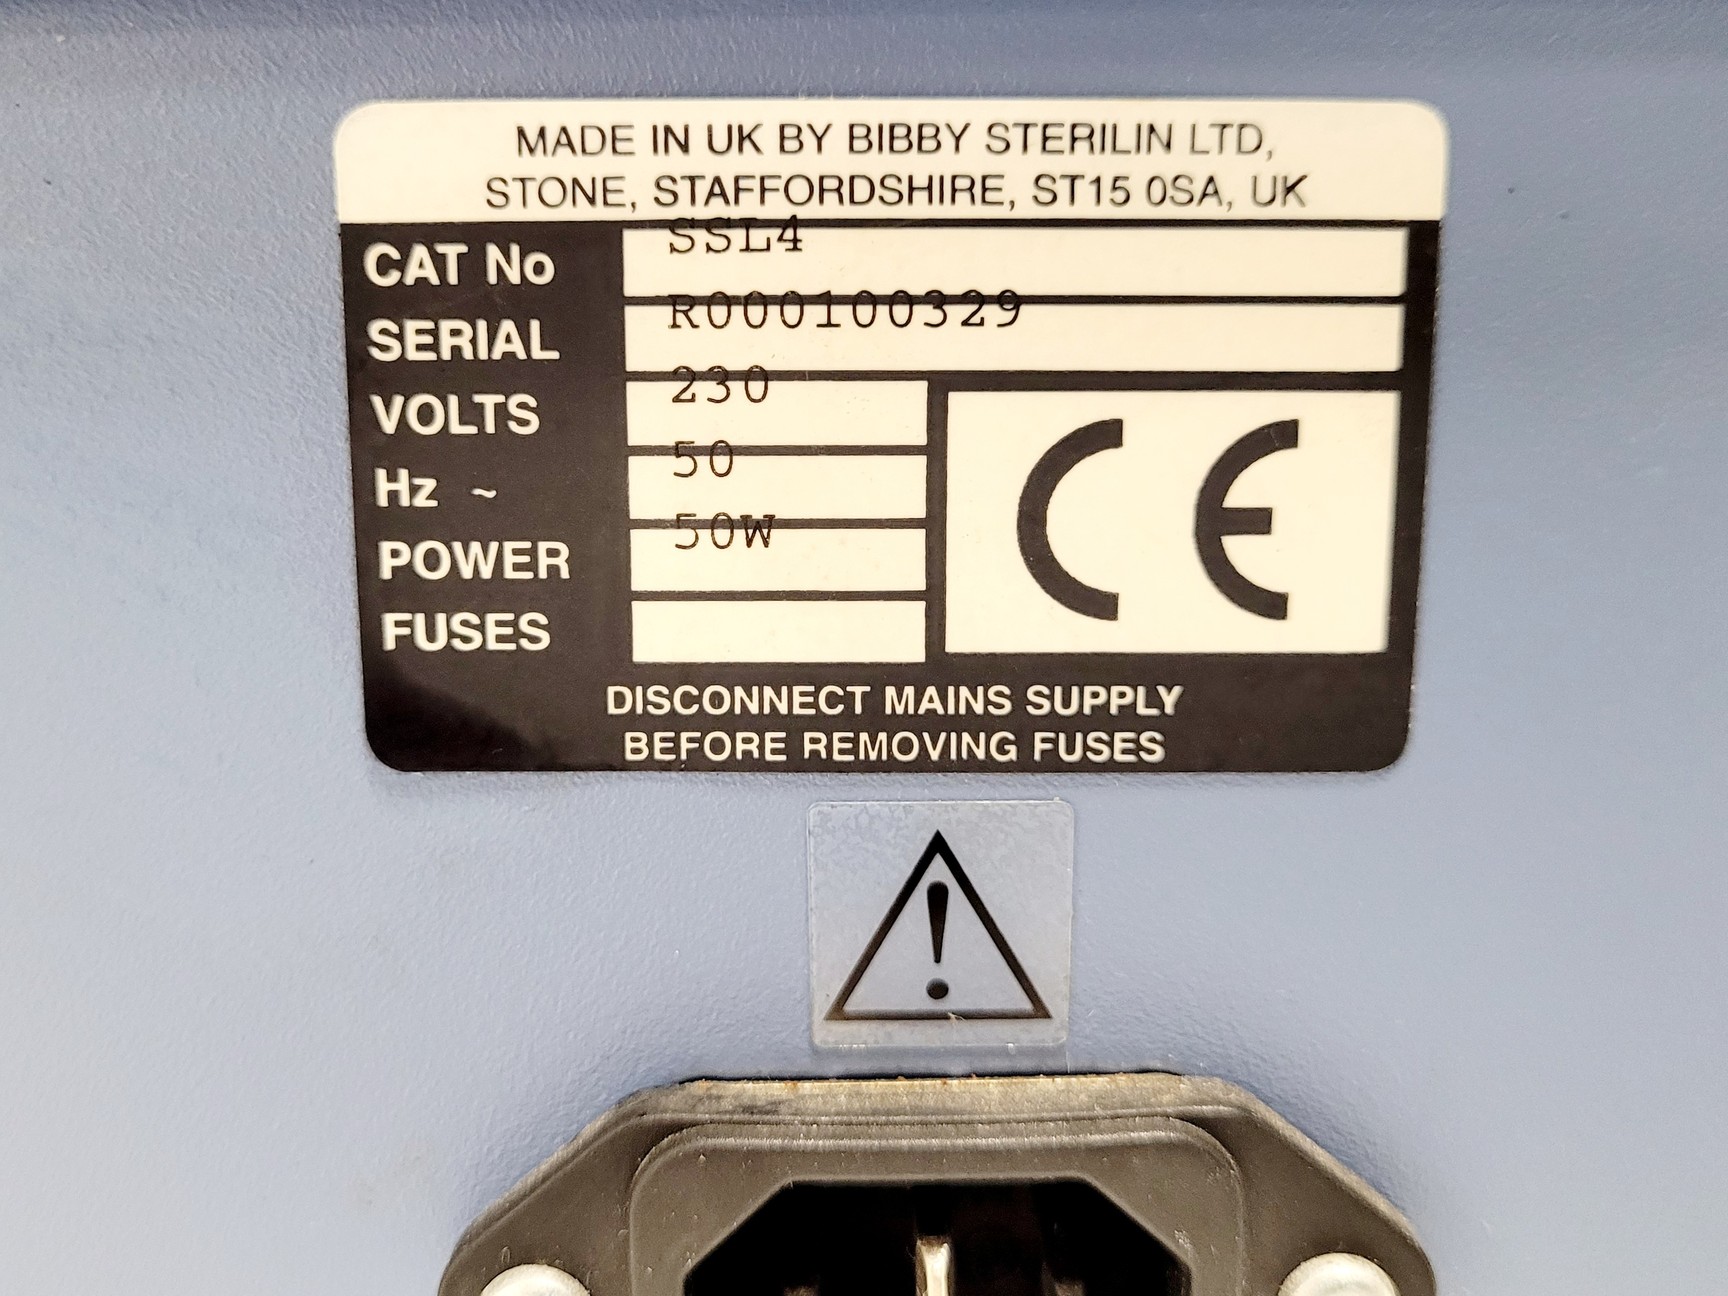 MADE IN UK BY BIBBY STERILIN LTD,
STONE, STAFFORDSHIRE, ST15 0SA, UK
CAT No SSL4
SERIAL R000100329
VOLTS 230
Hz ~ 50
POWER 50W
FUSES
CE
DISCONNECT MAINS SUPPLY
BEFORE REMOVING FUSES
!